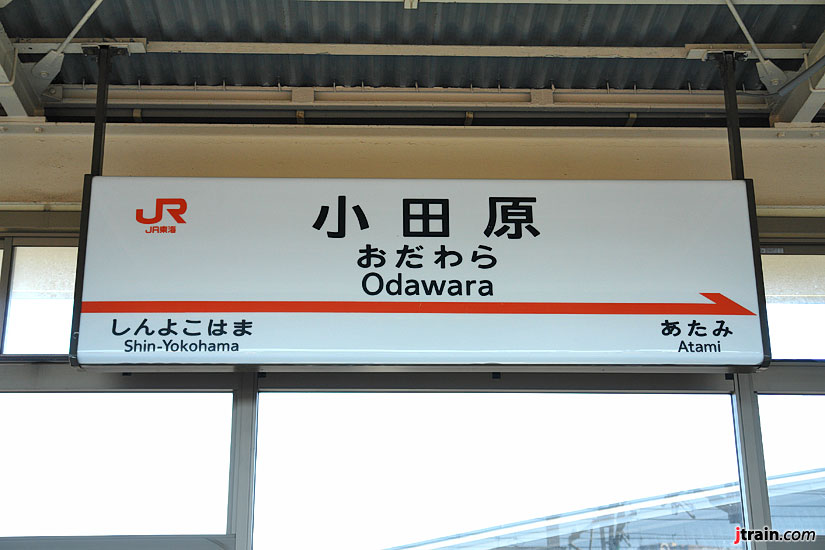 JR
JR東海
小田原
おだわら
Odawara
しんよこはま
Shin-Yokohama
あたみ
Atami
jtrain.com